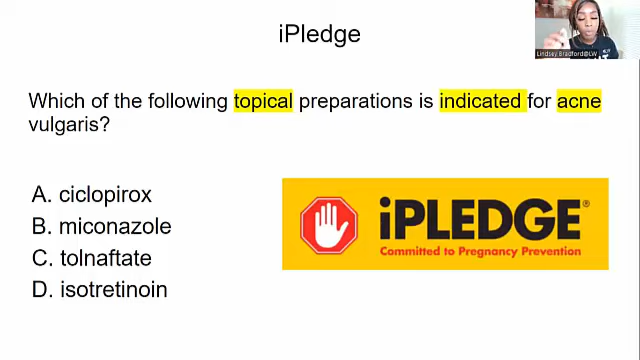 iPledge
Lindsey Bradford@LW
Which of the following topical preparations is indicated for acne
vulgaris?
A. ciclopirox
B. miconazole
C. tolnaftate
D. isotretinoin
iPLEDGE®
Committed to Pregnancy Prevention